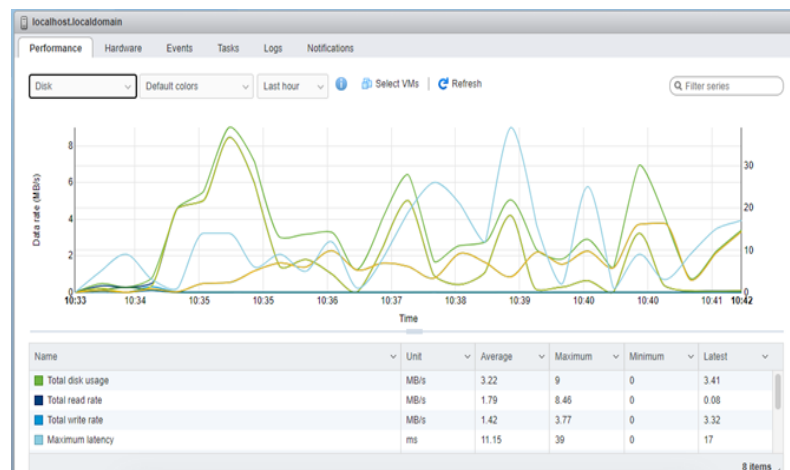 localhost.localdomain
Performance Hardware Events Tasks Logs Notifications
Disk Default colors Last hour Select VMs Refresh Filter series
Data rate (MB/s)
8
6
4
2
0
30
20
10
0
10:33 10:34 10:35 10:35 10:36 10:37 10:38 10:39 10:40 10:40 10:41 10:42
Time
Name Unit Average Maximum Minimum Latest
Total disk usage MB/s 3.22 9 0 3.41
Total read rate MB/s 1.79 8.46 0 0.08
Total write rate MB/s 1.42 3.77 0 3.32
Maximum latency ms 11.15 39 0 17
8 items